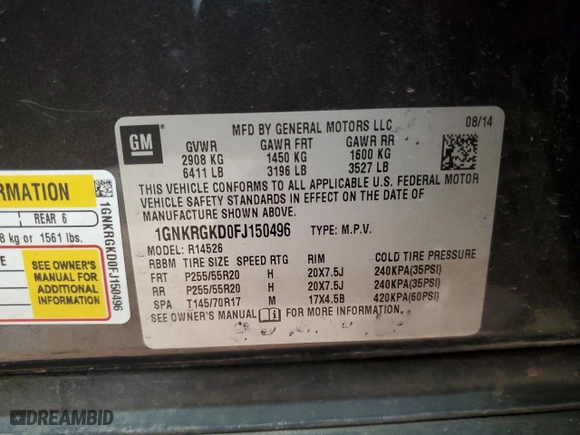 GM
MFD BY GENERAL MOTORS LLC
08/14
GVWR GAWR FRT GAWR RR
2908 KG 1450 KG 1600 KG
6411 LB 3196 LB 3527 LB
THIS VEHICLE CONFORMS TO ALL APPLICABLE U.S. FEDERAL MOTOR
VEHICLE SAFETY STANDARDS IN EFFECT ON THE DATE OF
MANUFACTURE SHOWN ABOVE.
1GNKRGKD0FJ150496 TYPE: M.P.V.
MODEL: R14526
RBBM TIRE SIZE SPEED RTG RIM COLD TIRE PRESSURE
FRT P255/55R20 H 20X7.5J 240KPA(35PSI)
RR P255/55R20 H 20X7.5J 240KPA(35PSI)
SPA T145/70R17 M 17X4.5B 420KPA(60PSI)
SEE OWNER'S MANUAL FOR MORE INFORMATION.
REAR 6
kg or 1561 lbs.
SEE OWNER'S
MANUAL FOR
ADDITIONAL
INFORMATION
1GNKRGKD0FJ150496
DREAMBID